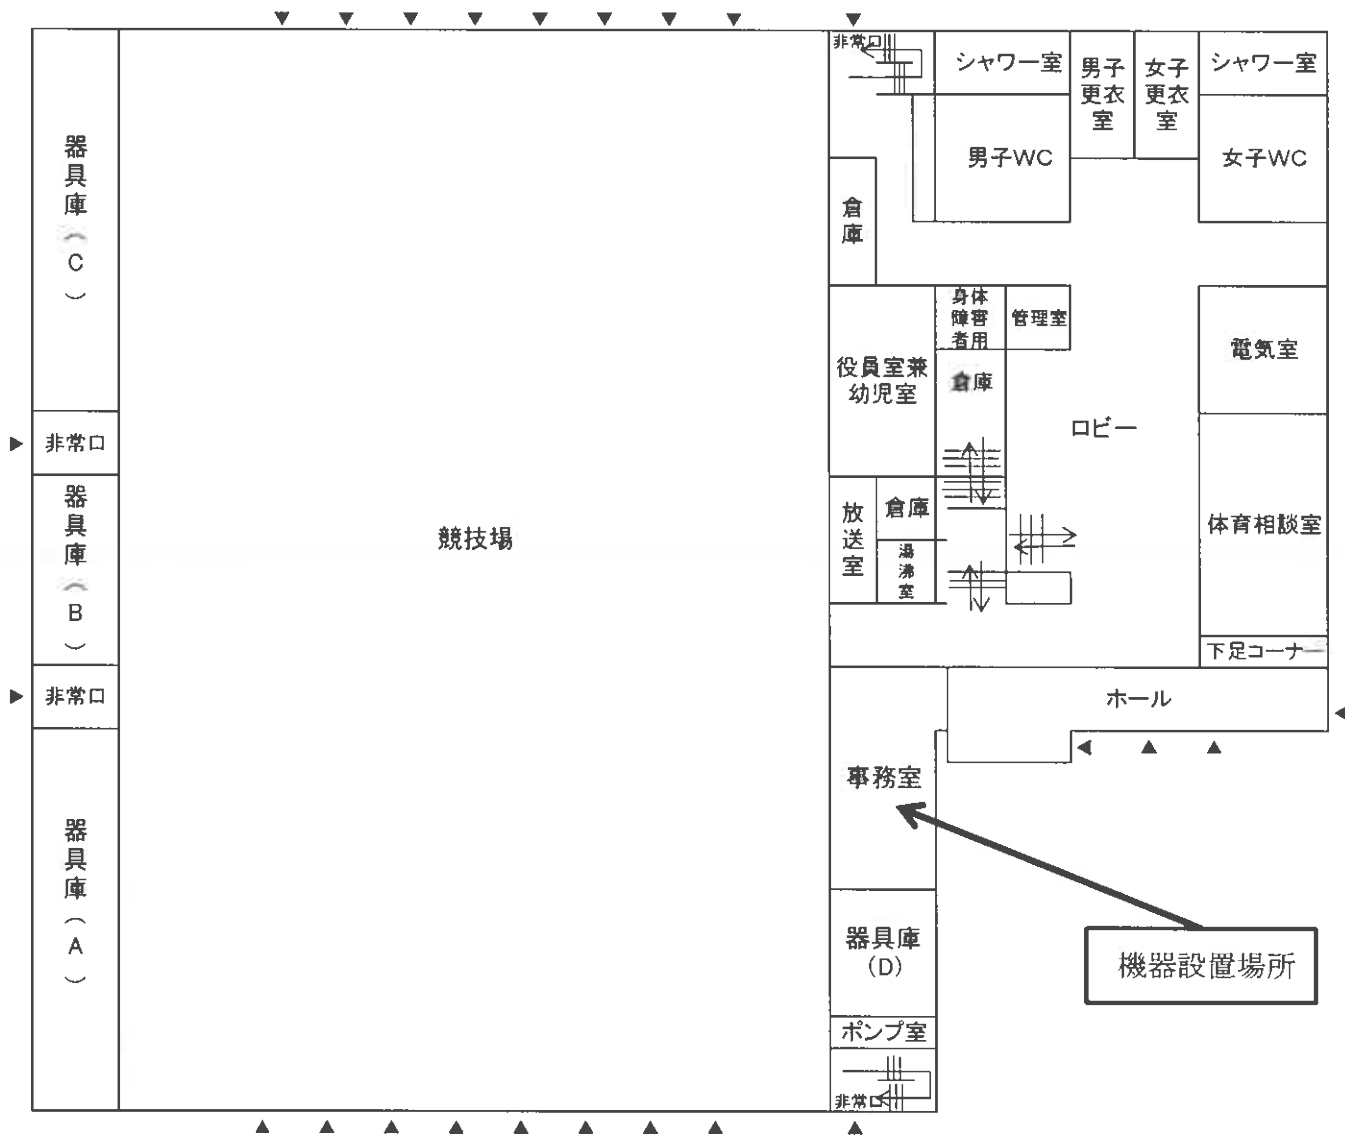 非常口
シャワー室
男子
更衣
室
女子
更衣
室
シャワー室
器
具
庫
（
C
）
男子WC
女子WC
倉
庫
身体
障害
者用
管理室
電気室
役員室兼
幼児室
倉庫
ロビー
非常口
器
具
庫
（
B
）
競技場
放
送
室
倉庫
湯
沸
室
体育相談室
下足コーナー
非常口
ホール
事務室
器
具
庫
（
A
）
器具庫
(D)
機器設置場所
ポンプ室
非常口